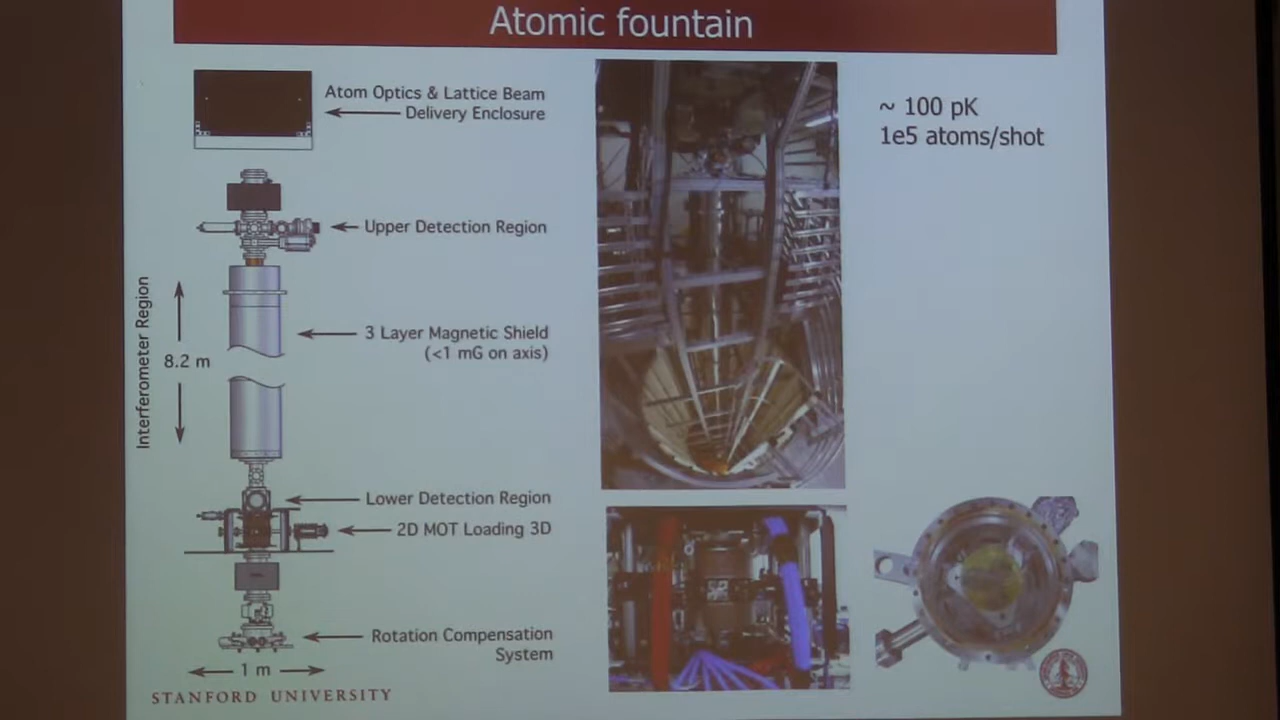 Atomic fountain
Atom Optics & Lattice Beam
Delivery Enclosure
Upper Detection Region
3 Layer Magnetic Shield
(<1 mG on axis)
Interferometer Region
8.2 m
Lower Detection Region
2D MOT Loading 3D
Rotation Compensation
System
1 m
STANFORD UNIVERSITY
~ 100 pK
1e5 atoms/shot